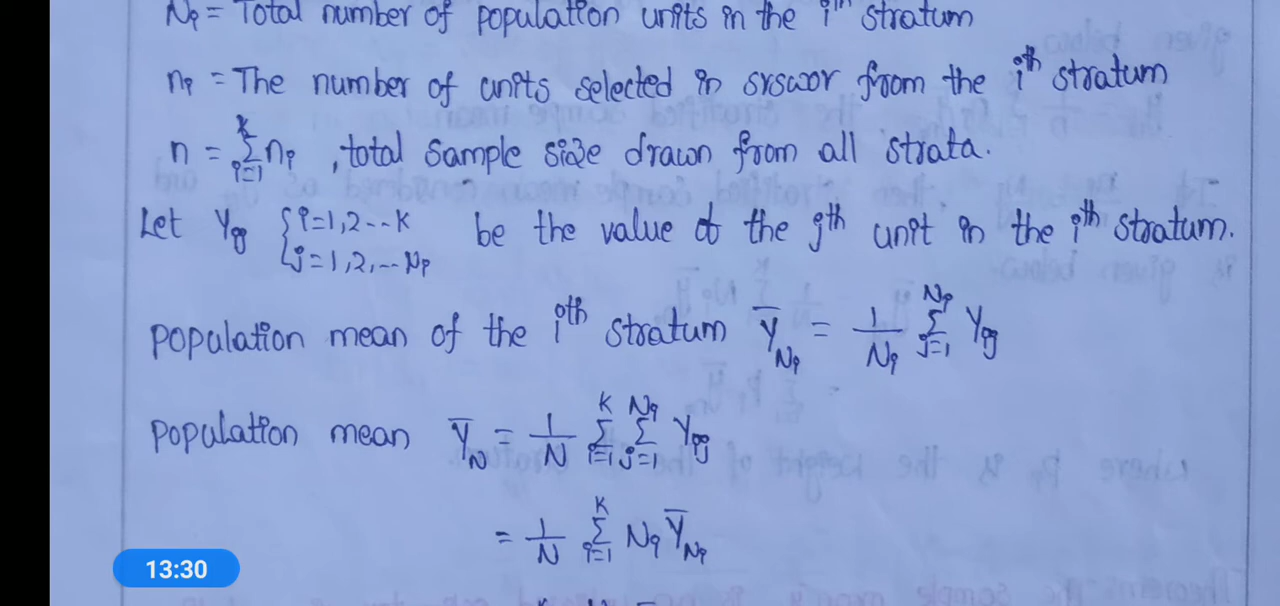 Ni = Total number of population units in the ith stratum
ni = The number of units selected in srswor from the ith stratum
n = Σ_{i=1}^{k} ni , total sample size drawn from all strata.
Let Yij {i=1,2--k j=1,2,--Ni be the value of the jth unit in the ith stratum.
population mean of the ith stratum Ȳ_{Ni} = 1/Ni Σ_{j=1}^{Ni} Yij
population mean Ȳ_N = 1/N Σ_{i=1}^{k} Σ_{j=1}^{Ni} Yij
= 1/N Σ_{i=1}^{k} Ni Ȳ_{Ni}
13:30